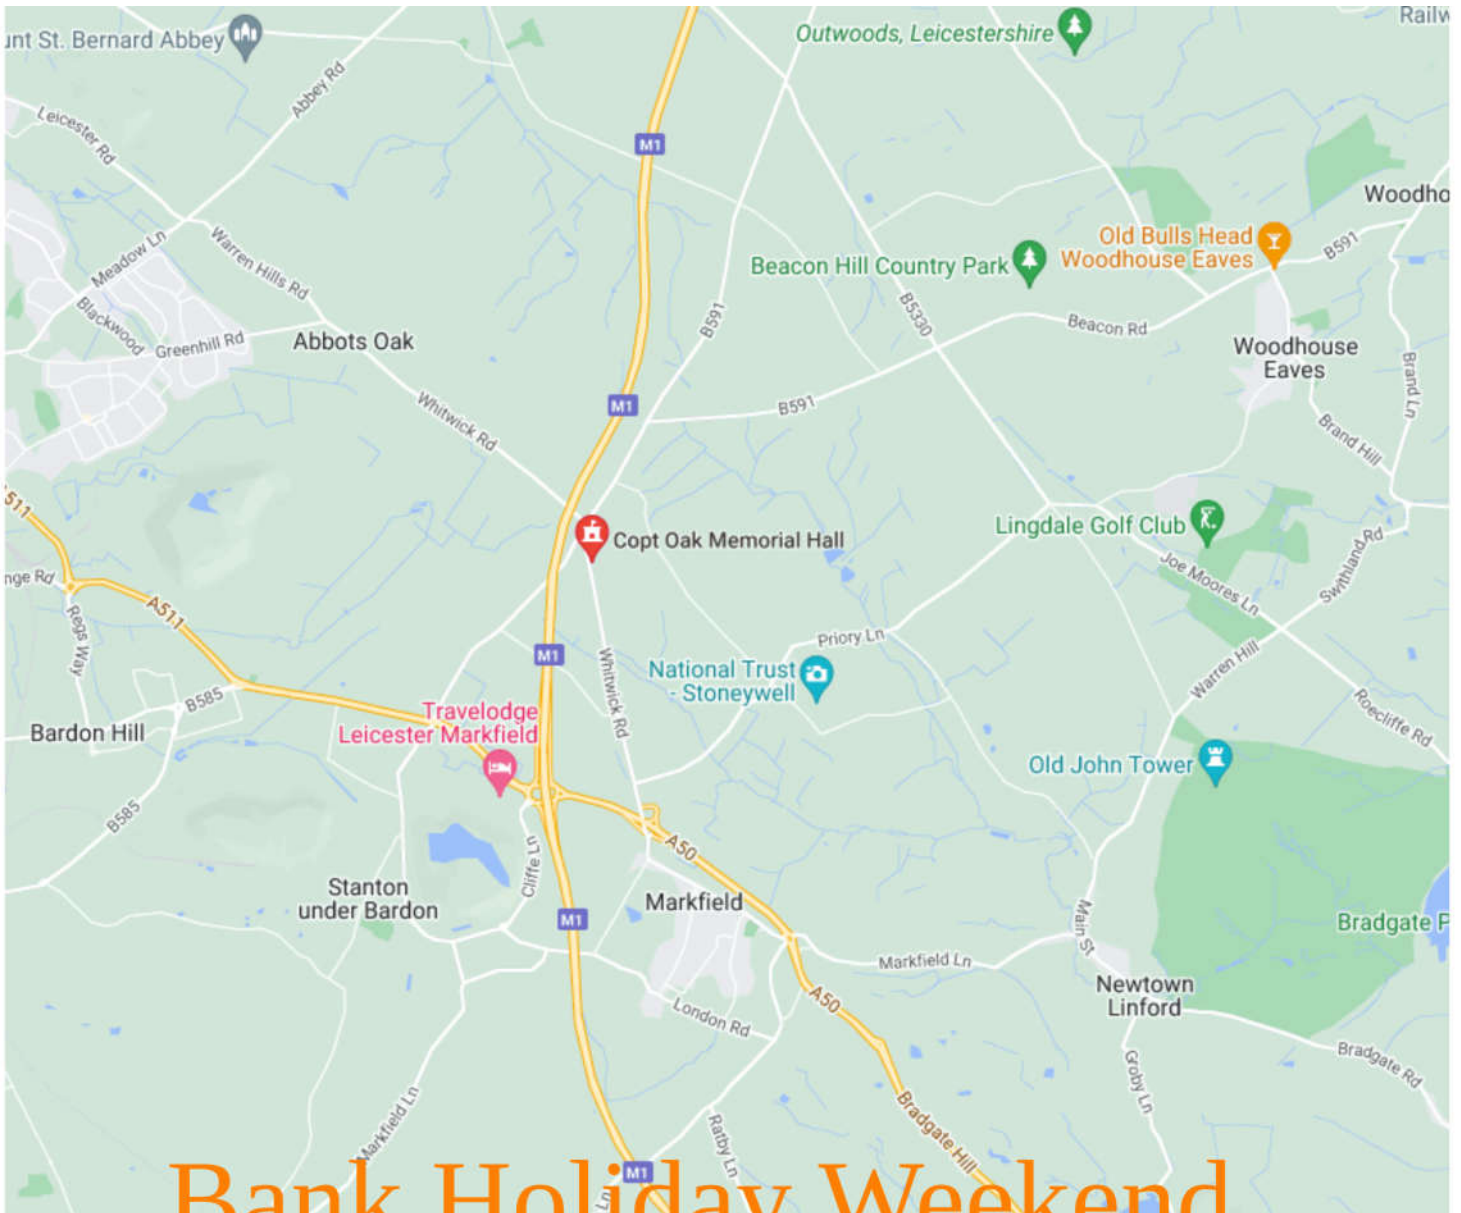 unt St. Bernard Abbey
Outwoods, Leicestershire
Railw
Abbey Rd
Leicester Rd
M1
Woodho
Old Bulls Head
Woodhouse Eaves
B591
Meadow Ln
Warren Hills Rd
Beacon Hill Country Park
B5330
B591
Blackwood
Greenhill Rd
Abbots Oak
Beacon Rd
Woodhouse
Eaves
Brand Ln
Whitwick Rd
M1
B591
Brand Hill
511
Copt Oak Memorial Hall
Lingdale Golf Club
Joe Moores Ln
Swithland Rd
nge Rd
A511
Regs Way
M1
Whitwick Rd
Priory Ln
National Trust
- Stoneywell
Warren Hill
Roecliffe Rd
B585
Bardon Hill
Travelodge
Leicester Markfield
Old John Tower
B585
Cliffe Ln
A50
Stanton
under Bardon
Markfield
M1
Main St
Bradgate P
Markfield Ln
Newtown
Linford
A50
London Rd
Bradgate Rd
Groby Ln
Markfield Ln
Ratby Ln
Bradgate Hill
M1
Ln
Bank Holiday Weekend